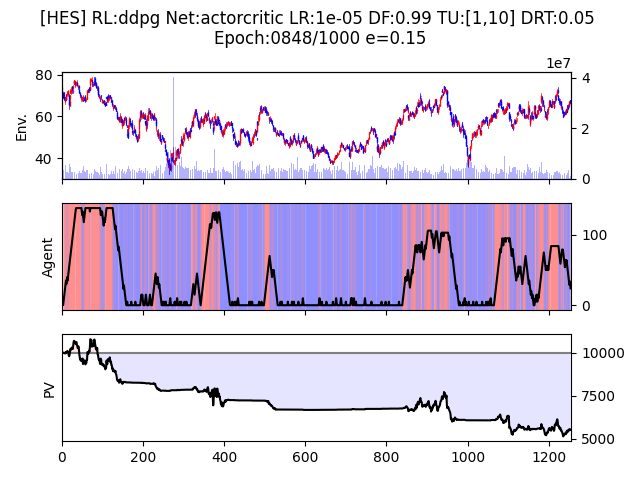 [HES] RL:ddpg Net:actorcritic LR:1e-05 DF:0.99 TU:[1,10] DRT:0.05
Epoch:0848/1000 e=0.15
1e7
80
60
40
Env.
4
2
0
Agent
100
0
PV
10000
7500
5000
0 200 400 600 800 1000 1200